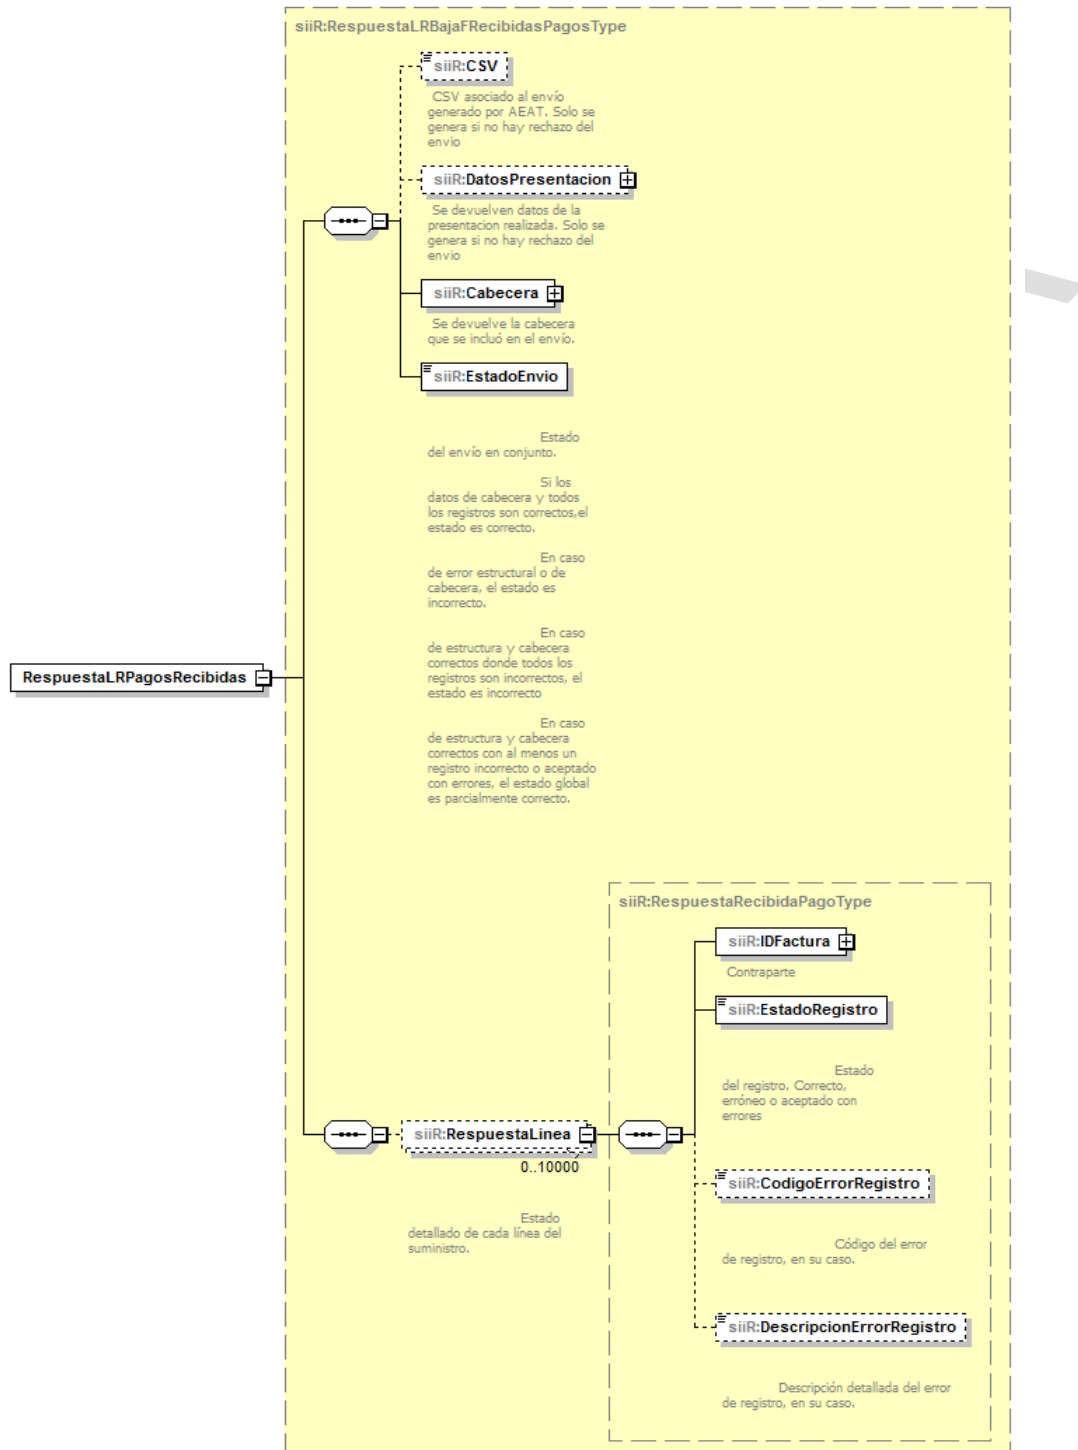 siiR:RespuestaLRBajaFRecibidasPagosType
siiR:CSV
CSV asociado al envío
generado por AEAT. Solo se
genera si no hay rechazo del
envio
siiR:DatosPresentacion
Se devuelven datos de la
presentacion realizada. Solo se
genera si no hay rechazo del
envio
siiR:Cabecera
Se devuelve la cabecera
que se incluó en el envío.
siiR:EstadoEnvio
Estado
del envío en conjunto.
Si los
datos de cabecera y todos
los registros son correctos,el
estado es correcto.
En caso
de error estructural o de
cabecera, el estado es
incorrecto.
En caso
de estructura y cabecera
correctos donde todos los
registros son incorrectos, el
estado es incorrecto
En caso
de estructura y cabecera
correctos con al menos un
registro incorrecto o aceptado
con errores, el estado global
es parcialmente correcto.
RespuestaLRPagosRecibidas
siiR:RespuestaRecibidaPagoType
siiR:IDFactura
Contraparte
siiR:EstadoRegistro
Estado
del registro. Correcto,
erróneo o aceptado con
errores
siiR:RespuestaLinea
0..10000
Estado
detallado de cada línea del
suministro.
siiR:CodigoErrorRegistro
Código del error
de registro, en su caso.
siiR:DescripcionErrorRegistro
Descripción detallada del error
de registro, en su caso.